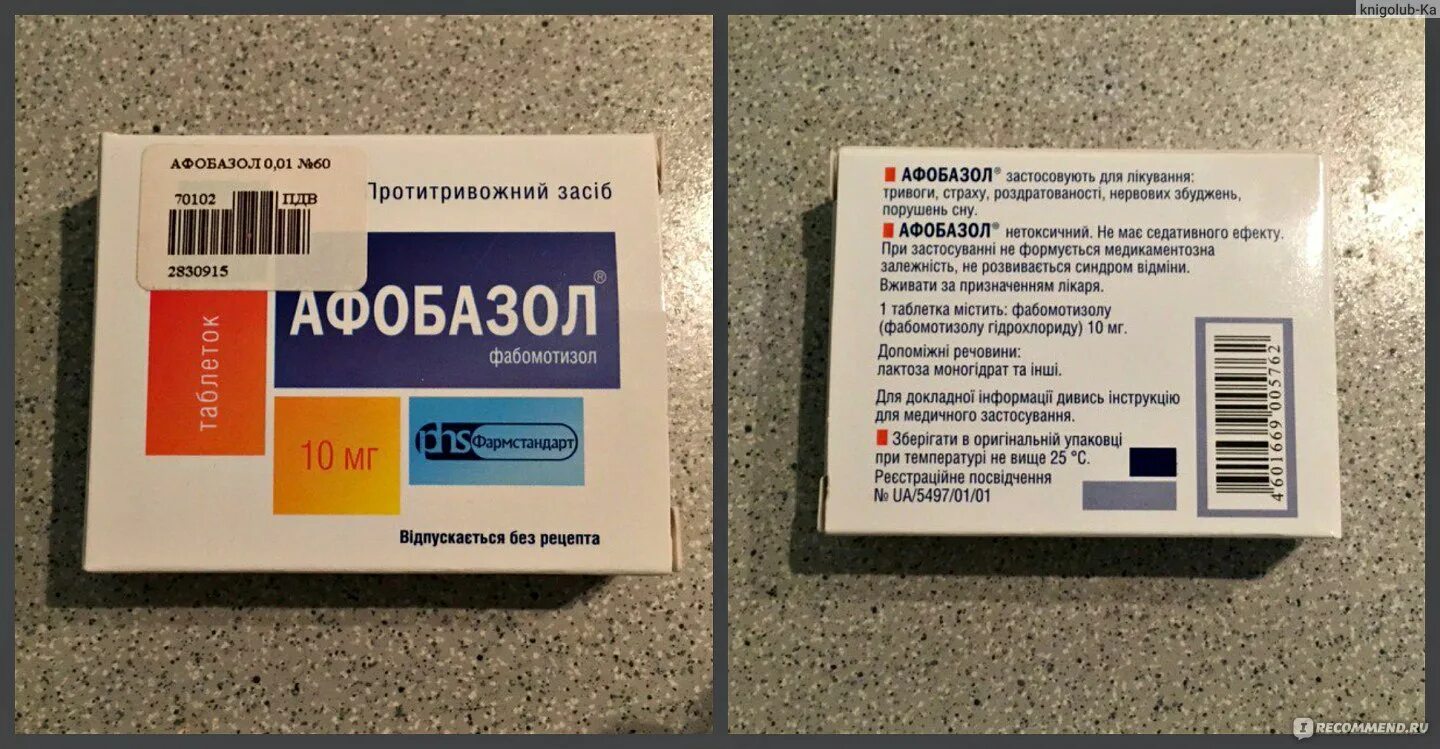 knigolub-Ka
АФОБАЗОЛ 0,01 №60
70102 ПДВ
2830915
Протитривожний засіб
АФОБАЗОЛ®
фабомотизол
таблеток
10 мг
phs Фармстандарт
Відпускається без рецепта
АФОБАЗОЛ® застосовують для лікування:
тривоги, страху, роздратованості, нервових збуджень,
порушень сну.
АФОБАЗОЛ® нетоксичний. Не має седативного ефекту.
При застосуванні не формується медикаментозна
залежність, не розвивається синдром відміни.
Вживати за призначенням лікаря.
1 таблетка містить: фабомотизолу
(фабомотизолу гідрохлориду) 10 мг.
Допоміжні речовини:
лактоза моногідрат та інші.
Для докладної інформації дивись інструкцію
для медичного застосування.
Зберігати в оригінальній упаковці
при температурі не вище 25 °С.
Реєстраційне посвідчення
№ UA/5497/01/01
4 601669 005762
I RECOMMEND.RU